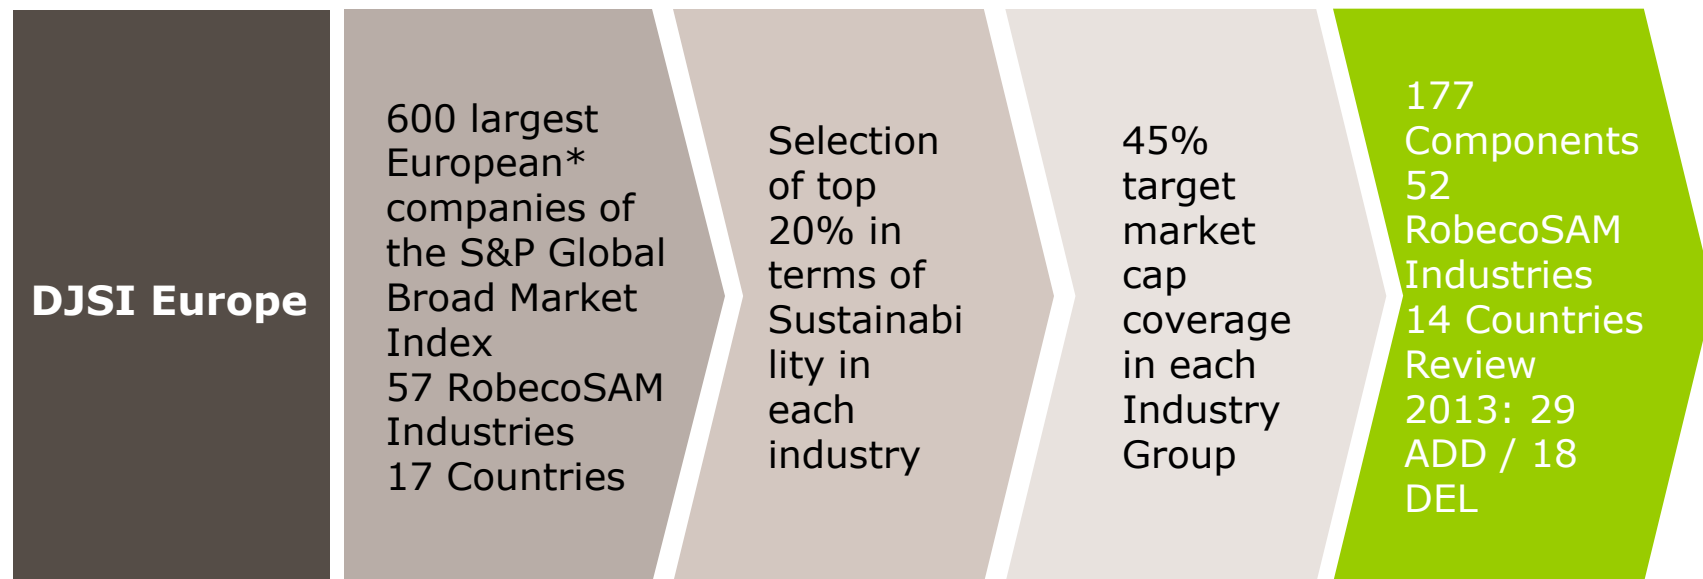 DJSI Europe
600 largest
European*
companies of
the S&P Global
Broad Market
Index
57 RobecoSAM
Industries
17 Countries
Selection
of top
20% in
terms of
Sustainabi
lity in
each
industry
45%
target
market
cap
coverage
in each
Industry
Group
177
Components
52
RobecoSAM
Industries
14 Countries
Review
2013: 29
ADD / 18
DEL